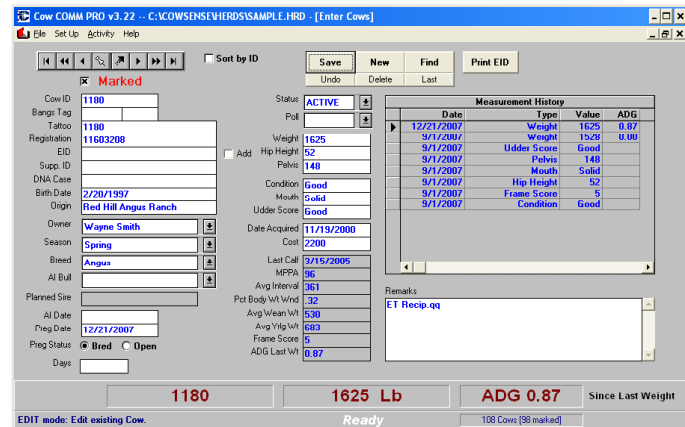 Cow COMM PRO v3.22 -- C:\COWSENSE\HERDS\SAMPLE.HRD - [Enter Cows]
File Set Up Activity Help
Sort by ID
Save New Find Print EID
Undo Delete Last
Marked
Cow ID 1180
Bangs Tag
Tattoo 1180
Registration 11603208
EID
Supp. ID
DNA Case
Birth Date 2/20/1997
Origin Red Hill Angus Ranch
Owner Wayne Smith
Season Spring
Breed Angus
AI Bull
Planned Sire
AI Date
Preg Date 12/21/2007
Preg Status Bred Open
Days
Status ACTIVE
Poll
Weight 1625
Add Hip Height 52
Pelvis 148
Condition Good
Mouth Solid
Udder Score Good
Date Acquired 11/19/2000
Cost 2200
Last Calf 3/15/2005
MPPA 96
Avg Interval 361
Pct Body Wt Wnd .32
Avg Wean Wt 530
Avg Yrlg Wt 683
Frame Score 5
ADG Last Wt 0.87
Measurement History
Date Type Value ADG
12/21/2007 Weight 1625 0.87
9/1/2007 Weight 1528 0.00
9/1/2007 Udder Score Good
9/1/2007 Pelvis 148
9/1/2007 Mouth Solid
9/1/2007 Hip Height 52
9/1/2007 Frame Score 5
9/1/2007 Condition Good
Remarks
ET Recip.qq
1180 1625 Lb ADG 0.87 Since Last Weight
EDIT mode: Edit existing Cow. Ready 108 Cows [98 marked]